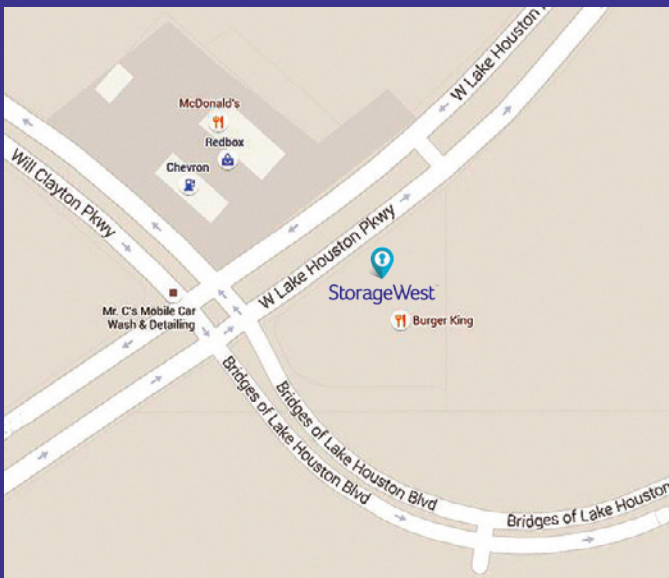 W Lake Houston
McDonald's
Redbox
Chevron
Will Clayton Pkwy
W Lake Houston Pkwy
StorageWest
Mr. C's Mobile Car
Wash & Detailing
Burger King
Bridges of Lake Houston Blvd
Bridges of Lake Houston Blvd
Bridges of Lake Houston